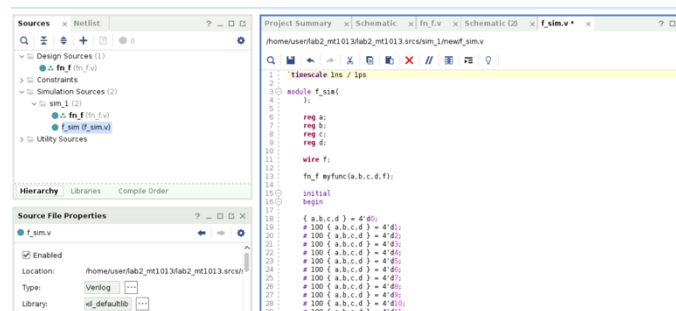 Sources × Netlist ? _ □
0
Design Sources (1)
fn_f (fn_f.v)
Constraints
Simulation Sources (2)
sim_1 (2)
fn_f (fn_f.v)
f_sim (f_sim.v)
Utility Sources
Hierarchy Libraries Compile Order
Source File Properties ? _ □ ×
f_sim.v
Enabled
Location: /home/user/lab2_mt1013/lab2_mt1013.srcs/s
Type: Verilog ...
Library: xil_defaultlib ...
Project Summary × Schematic × fn_f.v × Schematic (2) × f_sim.v * × ? □
/home/user/lab2_mt1013/lab2_mt1013.srcs/sim_1/new/f_sim.v
1 `timescale 1ns / 1ps
2
3 module f_sim(
4 );
5
6 reg a;
7 reg b;
8 reg c;
9 reg d;
10
11 wire f;
12
13 fn_f myfunc(a,b,c,d,f);
14
15 initial
16 begin
17
18 { a,b,c,d } = 4'd0;
19 # 100 { a,b,c,d } = 4'd1;
20 # 100 { a,b,c,d } = 4'd2;
21 # 100 { a,b,c,d } = 4'd3;
22 # 100 { a,b,c,d } = 4'd4;
23 # 100 { a,b,c,d } = 4'd5;
24 # 100 { a,b,c,d } = 4'd6;
25 # 100 { a,b,c,d } = 4'd7;
26 # 100 { a,b,c,d } = 4'd8;
27 # 100 { a,b,c,d } = 4'd9;
28 # 100 { a,b,c,d } = 4'd10;